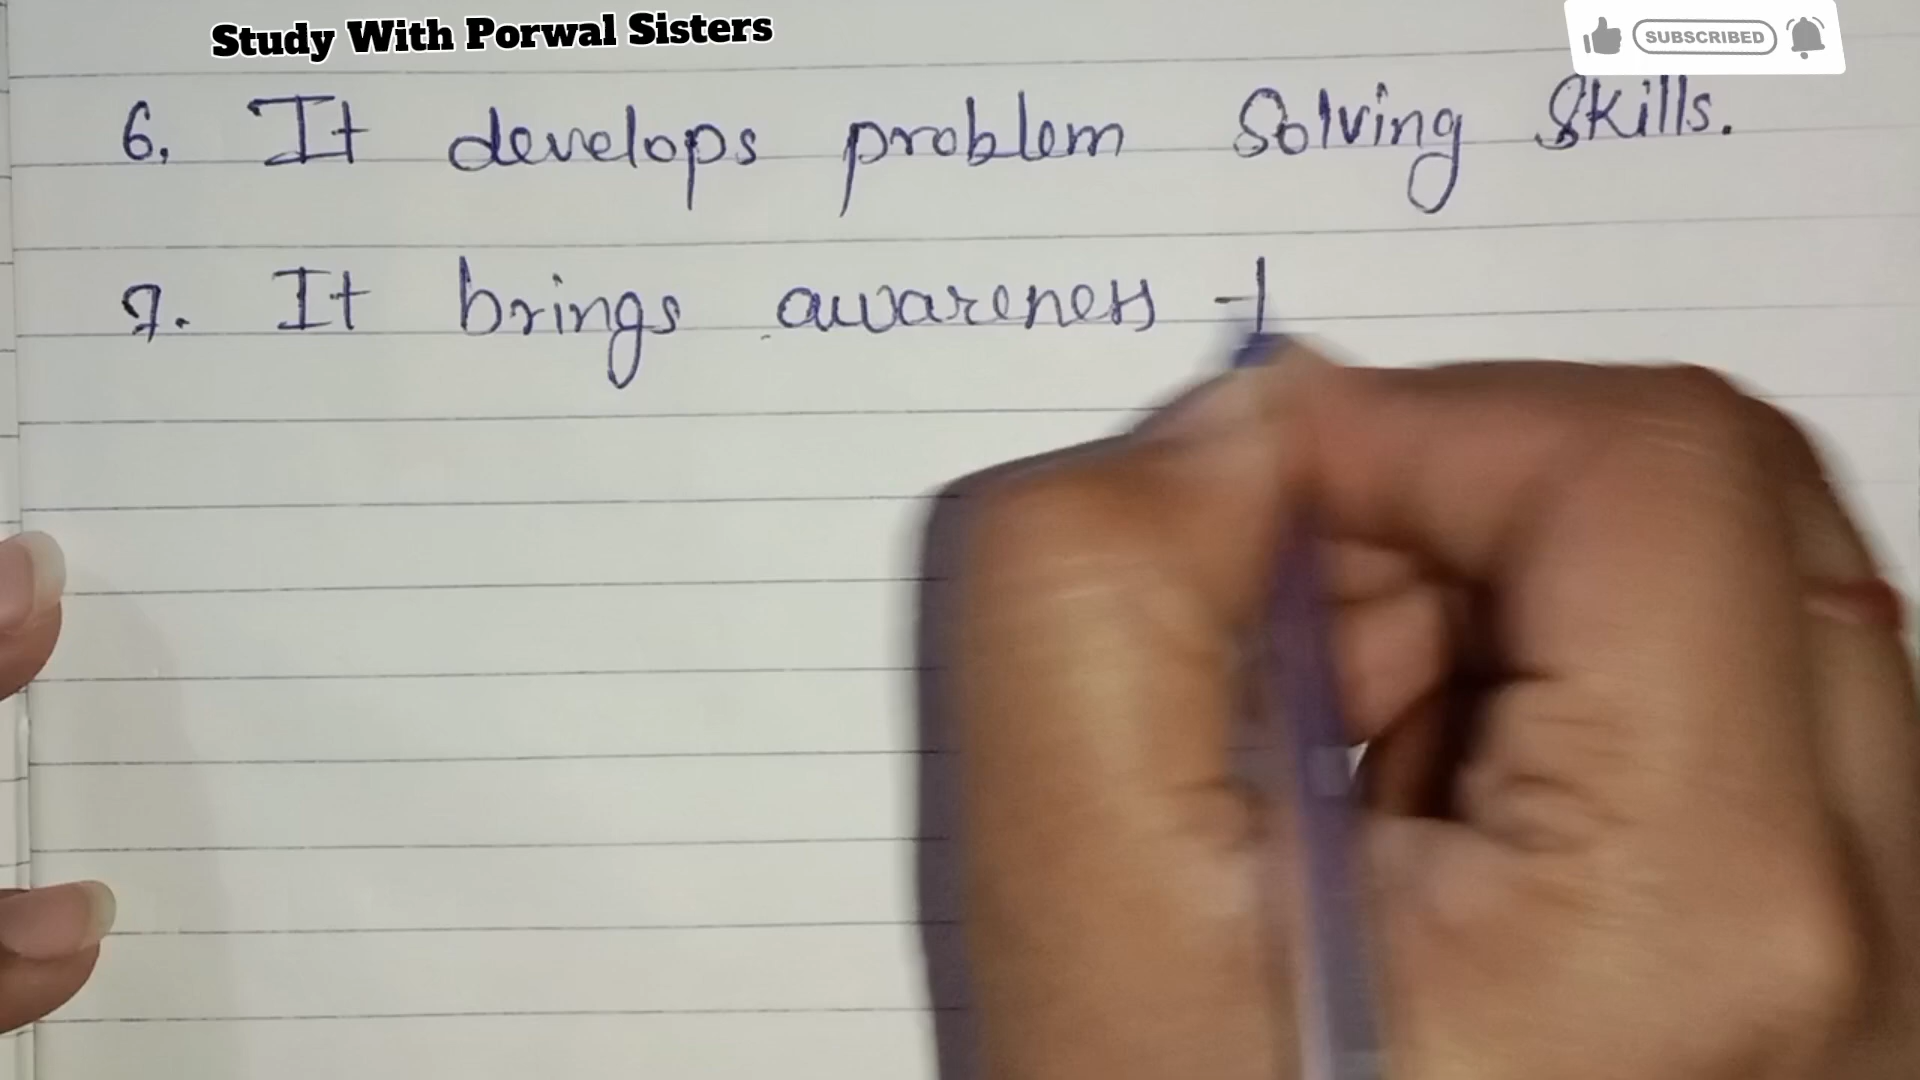 Study With Porwal Sisters
SUBSCRIBED
6. It develops problem Solving Skills.
7. It brings awareness t